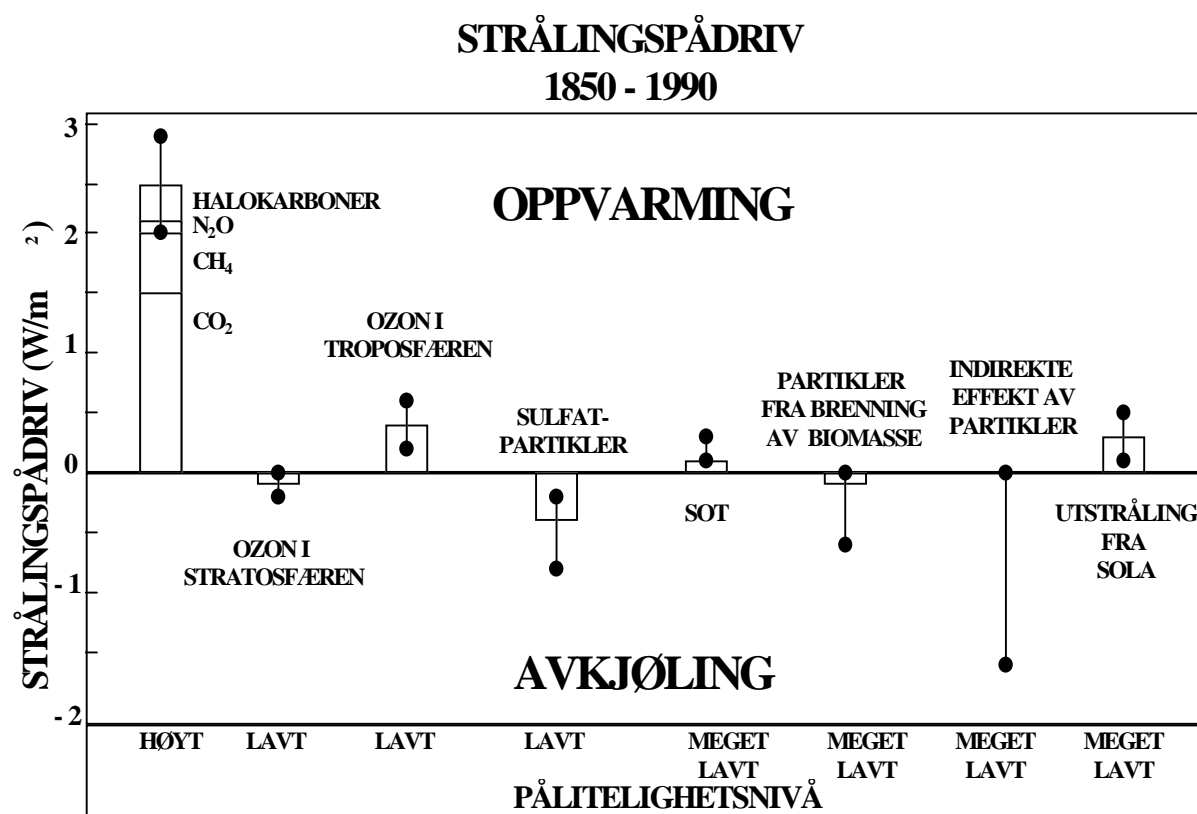 STRÅLINGSPÅDRIV
1850 - 1990
STRÅLINGSPÅDRIV (W/m²)
3
2
1
0
- 1
- 2
OPPVARMING
HALOKARBONER
N₂O
CH₄
CO₂
OZON I
TROPOSFÆREN
SULFAT-
PARTIKLER
PARTIKLER
FRA BRENNING
AV BIOMASSE
INDIREKTE
EFFEKT AV
PARTIKLER
OZON I
STRATOSFÆREN
SOT
UTSTRÅLING
FRA
SOLA
AVKJØLING
HØYT
LAVT
LAVT
LAVT
MEGET
LAVT
MEGET
LAVT
MEGET
LAVT
MEGET
LAVT
PÅLITELIGHETSNIVÅ